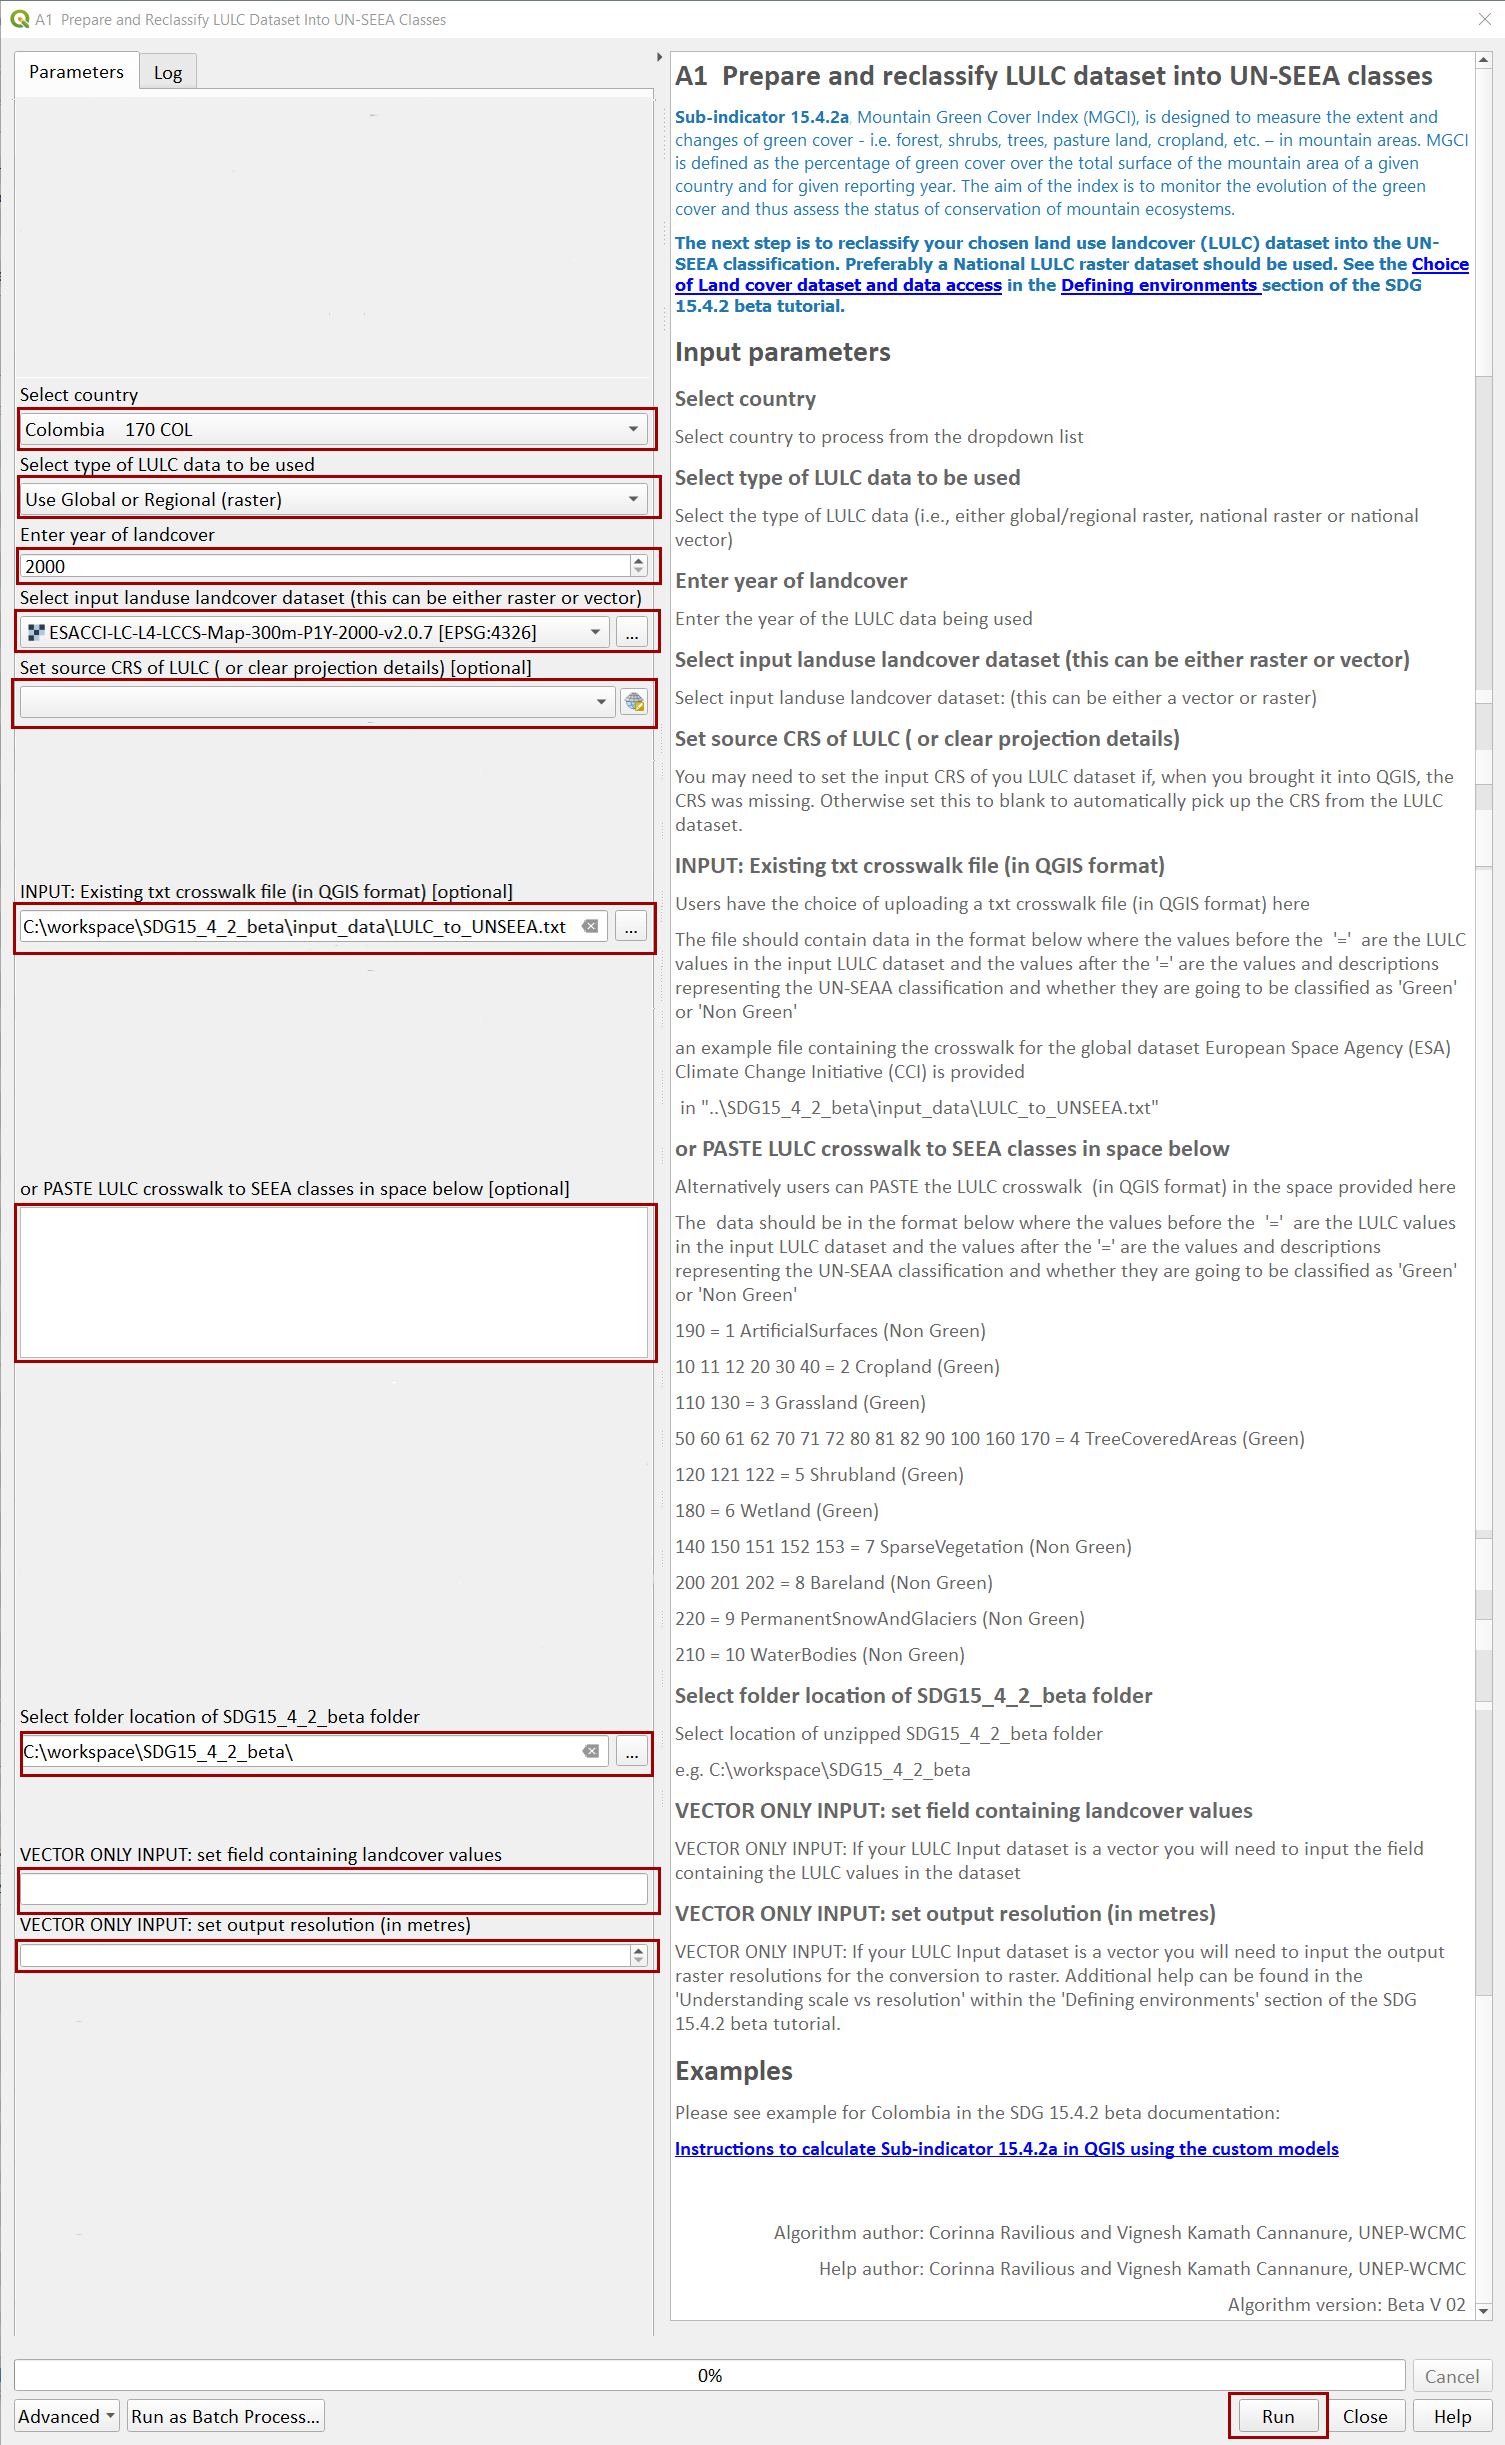 A1 Prepare and Reclassify LULC Dataset Into UN-SEEA Classes
Parameters
Log
Select country
Colombia 170 COL
Select type of LULC data to be used
Use Global or Regional (raster)
Enter year of landcover
2000
Select input landuse landcover dataset (this can be either raster or vector)
ESACCI-LC-L4-LCCS-Map-300m-P1Y-2000-v2.0.7 [EPSG:4326]
...
Set source CRS of LULC ( or clear projection details) [optional]
INPUT: Existing txt crosswalk file (in QGIS format) [optional]
C:\workspace\SDG15_4_2_beta\input_data\LULC_to_UNSEEA.txt
...
or PASTE LULC crosswalk to SEEA classes in space below [optional]
Select folder location of SDG15_4_2_beta folder
C:\workspace\SDG15_4_2_beta\
...
VECTOR ONLY INPUT: set field containing landcover values
VECTOR ONLY INPUT: set output resolution (in metres)
A1 Prepare and reclassify LULC dataset into UN-SEEA classes
Sub-indicator 15.4.2a, Mountain Green Cover Index (MGCI), is designed to measure the extent and
changes of green cover - i.e. forest, shrubs, trees, pasture land, cropland, etc. – in mountain areas. MGCI
is defined as the percentage of green cover over the total surface of the mountain area of a given
country and for given reporting year. The aim of the index is to monitor the evolution of the green
cover and thus assess the status of conservation of mountain ecosystems.
The next step is to reclassify your chosen land use landcover (LULC) dataset into the UN-
SEEA classification. Preferably a National LULC raster dataset should be used. See the Choice
of Land cover dataset and data access in the Defining environments section of the SDG
15.4.2 beta tutorial.
Input parameters
Select country
Select country to process from the dropdown list
Select type of LULC data to be used
Select the type of LULC data (i.e., either global/regional raster, national raster or national
vector)
Enter year of landcover
Enter the year of the LULC data being used
Select input landuse landcover dataset (this can be either raster or vector)
Select input landuse landcover dataset: (this can be either a vector or raster)
Set source CRS of LULC ( or clear projection details)
You may need to set the input CRS of you LULC dataset if, when you brought it into QGIS, the
CRS was missing. Otherwise set this to blank to automatically pick up the CRS from the LULC
dataset.
INPUT: Existing txt crosswalk file (in QGIS format)
Users have the choice of uploading a txt crosswalk file (in QGIS format) here
The file should contain data in the format below where the values before the '=' are the LULC
values in the input LULC dataset and the values after the '=' are the values and descriptions
representing the UN-SEAA classification and whether they are going to be classified as 'Green'
or 'Non Green'
an example file containing the crosswalk for the global dataset European Space Agency (ESA)
Climate Change Initiative (CCI) is provided
in "..\SDG15_4_2_beta\input_data\LULC_to_UNSEEA.txt"
or PASTE LULC crosswalk to SEEA classes in space below
Alternatively users can PASTE the LULC crosswalk (in QGIS format) in the space provided here
The data should be in the format below where the values before the '=' are the LULC values
in the input LULC dataset and the values after the '=' are the values and descriptions
representing the UN-SEAA classification and whether they are going to be classified as 'Green'
or 'Non Green'
190 = 1 ArtificialSurfaces (Non Green)
10 11 12 20 30 40 = 2 Cropland (Green)
110 130 = 3 Grassland (Green)
50 60 61 62 70 71 72 80 81 82 90 100 160 170 = 4 TreeCoveredAreas (Green)
120 121 122 = 5 Shrubland (Green)
180 = 6 Wetland (Green)
140 150 151 152 153 = 7 SparseVegetation (Non Green)
200 201 202 = 8 Bareland (Non Green)
220 = 9 PermanentSnowAndGlaciers (Non Green)
210 = 10 WaterBodies (Non Green)
Select folder location of SDG15_4_2_beta folder
Select location of unzipped SDG15_4_2_beta folder
e.g. C:\workspace\SDG15_4_2_beta
VECTOR ONLY INPUT: set field containing landcover values
VECTOR ONLY INPUT: If your LULC Input dataset is a vector you will need to input the field
containing the LULC values in the dataset
VECTOR ONLY INPUT: set output resolution (in metres)
VECTOR ONLY INPUT: If your LULC Input dataset is a vector you will need to input the output
raster resolutions for the conversion to raster. Additional help can be found in the
'Understanding scale vs resolution' within the 'Defining environments' section of the SDG
15.4.2 beta tutorial.
Examples
Please see example for Colombia in the SDG 15.4.2 beta documentation:
Instructions to calculate Sub-indicator 15.4.2a in QGIS using the custom models
Algorithm author: Corinna Ravilious and Vignesh Kamath Cannanure, UNEP-WCMC
Help author: Corinna Ravilious and Vignesh Kamath Cannanure, UNEP-WCMC
Algorithm version: Beta V 02
0%
Cancel
Advanced
Run as Batch Process...
Run
Close
Help